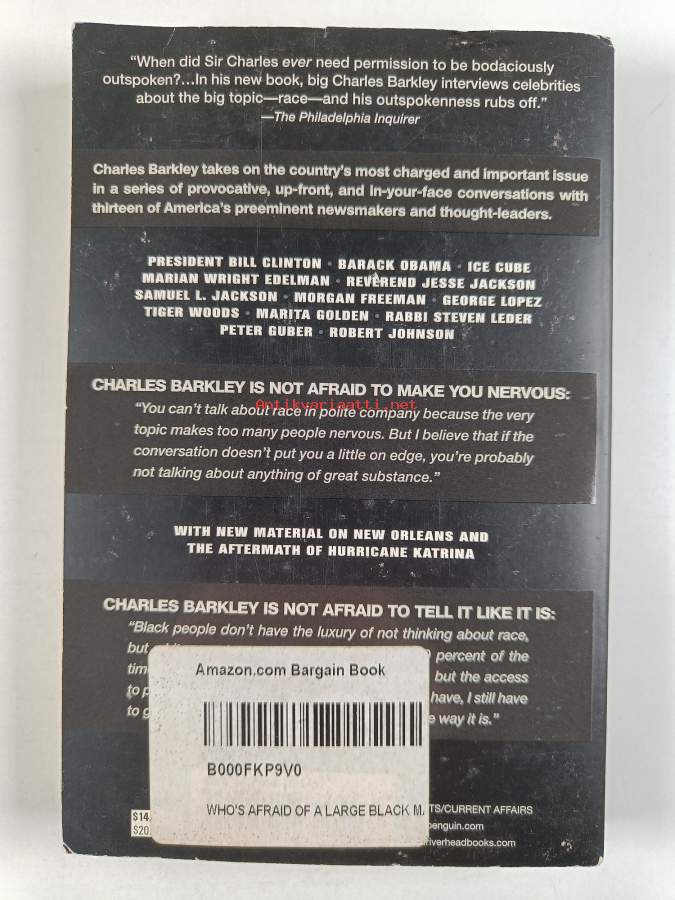 “When did Sir Charles ever need permission to be bodaciously
outspoken?...In his new book, big Charles Barkley interviews celebrities
about the big topic—race—and his outspokenness rubs off.”
—The Philadelphia Inquirer
Charles Barkley takes on the country's most charged and important issue
in a series of provocative, up-front, and in-your-face conversations with
thirteen of America's preeminent newsmakers and thought-leaders.
PRESIDENT BILL CLINTON • BARACK OBAMA • ICE CUBE
MARIAN WRIGHT EDELMAN • REVEREND JESSE JACKSON
SAMUEL L. JACKSON • MORGAN FREEMAN • GEORGE LOPEZ
TIGER WOODS • MARITA GOLDEN • RABBI STEVEN LEDER
PETER GUBER • ROBERT JOHNSON
CHARLES BARKLEY IS NOT AFRAID TO MAKE YOU NERVOUS:
Antikvariaatti.net
“You can't talk about race in polite company because the very
topic makes too many people nervous. But I believe that if the
conversation doesn't put you a little on edge, you're probably
not talking about anything of great substance.”
WITH NEW MATERIAL ON NEW ORLEANS AND
THE AFTERMATH OF HURRICANE KATRINA
CHARLES BARKLEY IS NOT AFRAID TO TELL IT LIKE IT IS:
“Black people don't have the luxury of not thinking about race,
but percent of the
but the access
to have, I still have
to way it is.”
Amazon.com Bargain Book
B000FKP9V0
WHO'S AFRAID OF A LARGE BLACK M
TS/CURRENT AFFAIRS
$14.
$20.
penguin.com
riverheadbooks.com